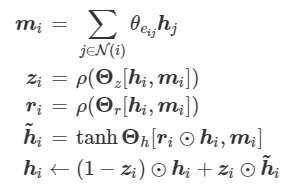 m_i = ∑_{j∈𝒩(i)} θ_{e_{ij}} h_j
z_i = ρ(Θ_z[h_i, m_i])
r_i = ρ(Θ_r[h_i, m_i])
h̃_i = tanh Θ_h[r_i ⊙ h_i, m_i]
h_i ← (1 − z_i) ⊙ h_i + z_i ⊙ h̃_i